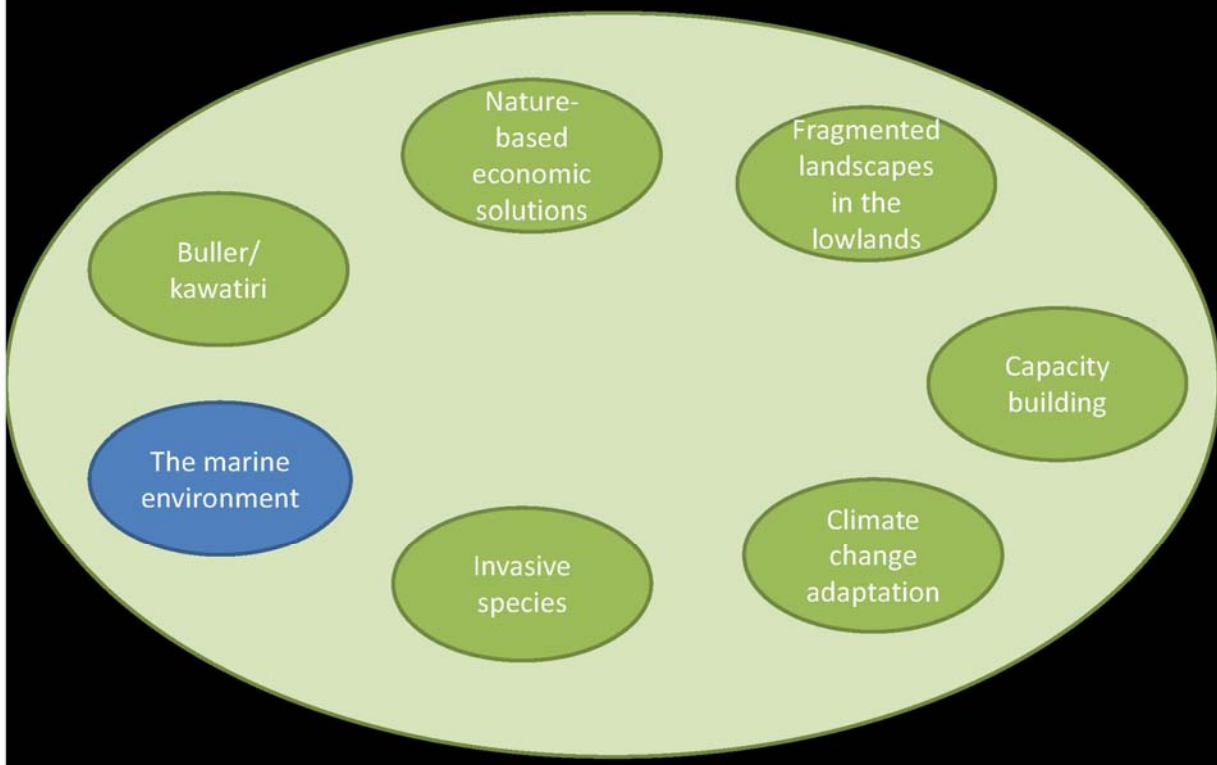 Nature-
based
economic
solutions
Fragmented
landscapes
in the
lowlands
Buller/
kawatiri
Capacity
building
The marine
environment
Climate
change
adaptation
Invasive
species